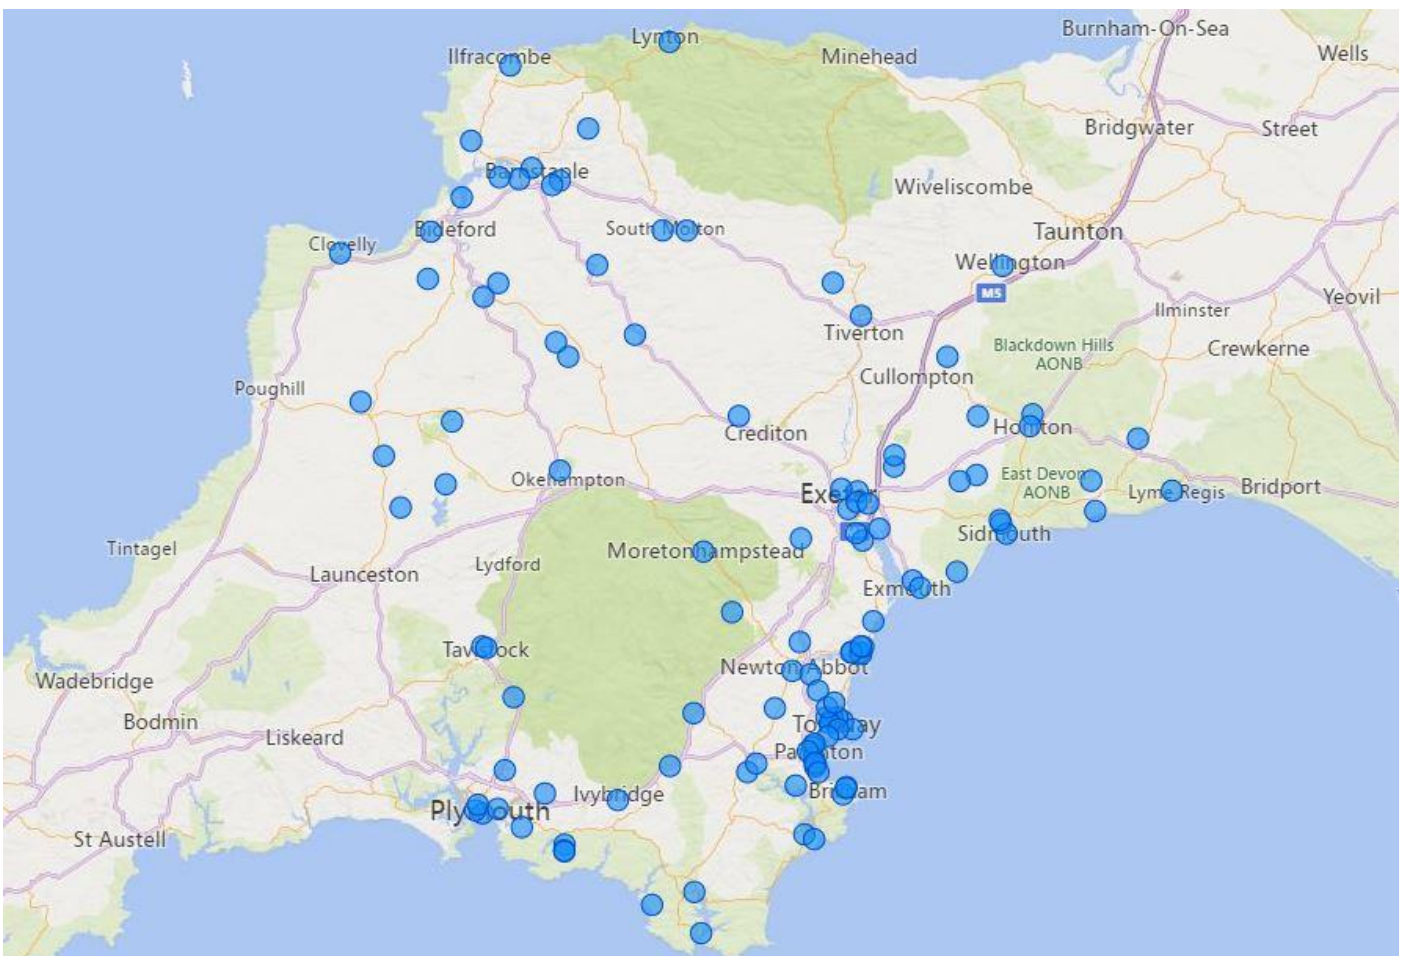 Burnham-On-Sea
Lynton
Ilfracombe
Minehead
Wells
Bridgwater
Street
Barnstaple
Wiveliscombe
Bideford
South Molton
Taunton
Clovelly
Wellington
M5
Yeovil
Ilminster
Tiverton
Blackdown Hills
AONB
Crewkerne
Cullompton
Poughill
Crediton
Honiton
Okehampton
East Devon
AONB
Exeter
Lyme Regis
Bridport
Sidmouth
Tintagel
Moretonhampstead
Lydford
Launceston
Exmouth
Tavistock
Newton Abbot
Wadebridge
Bodmin
Torquay
Liskeard
Paignton
Ivybridge
Brixham
Plymouth
St Austell